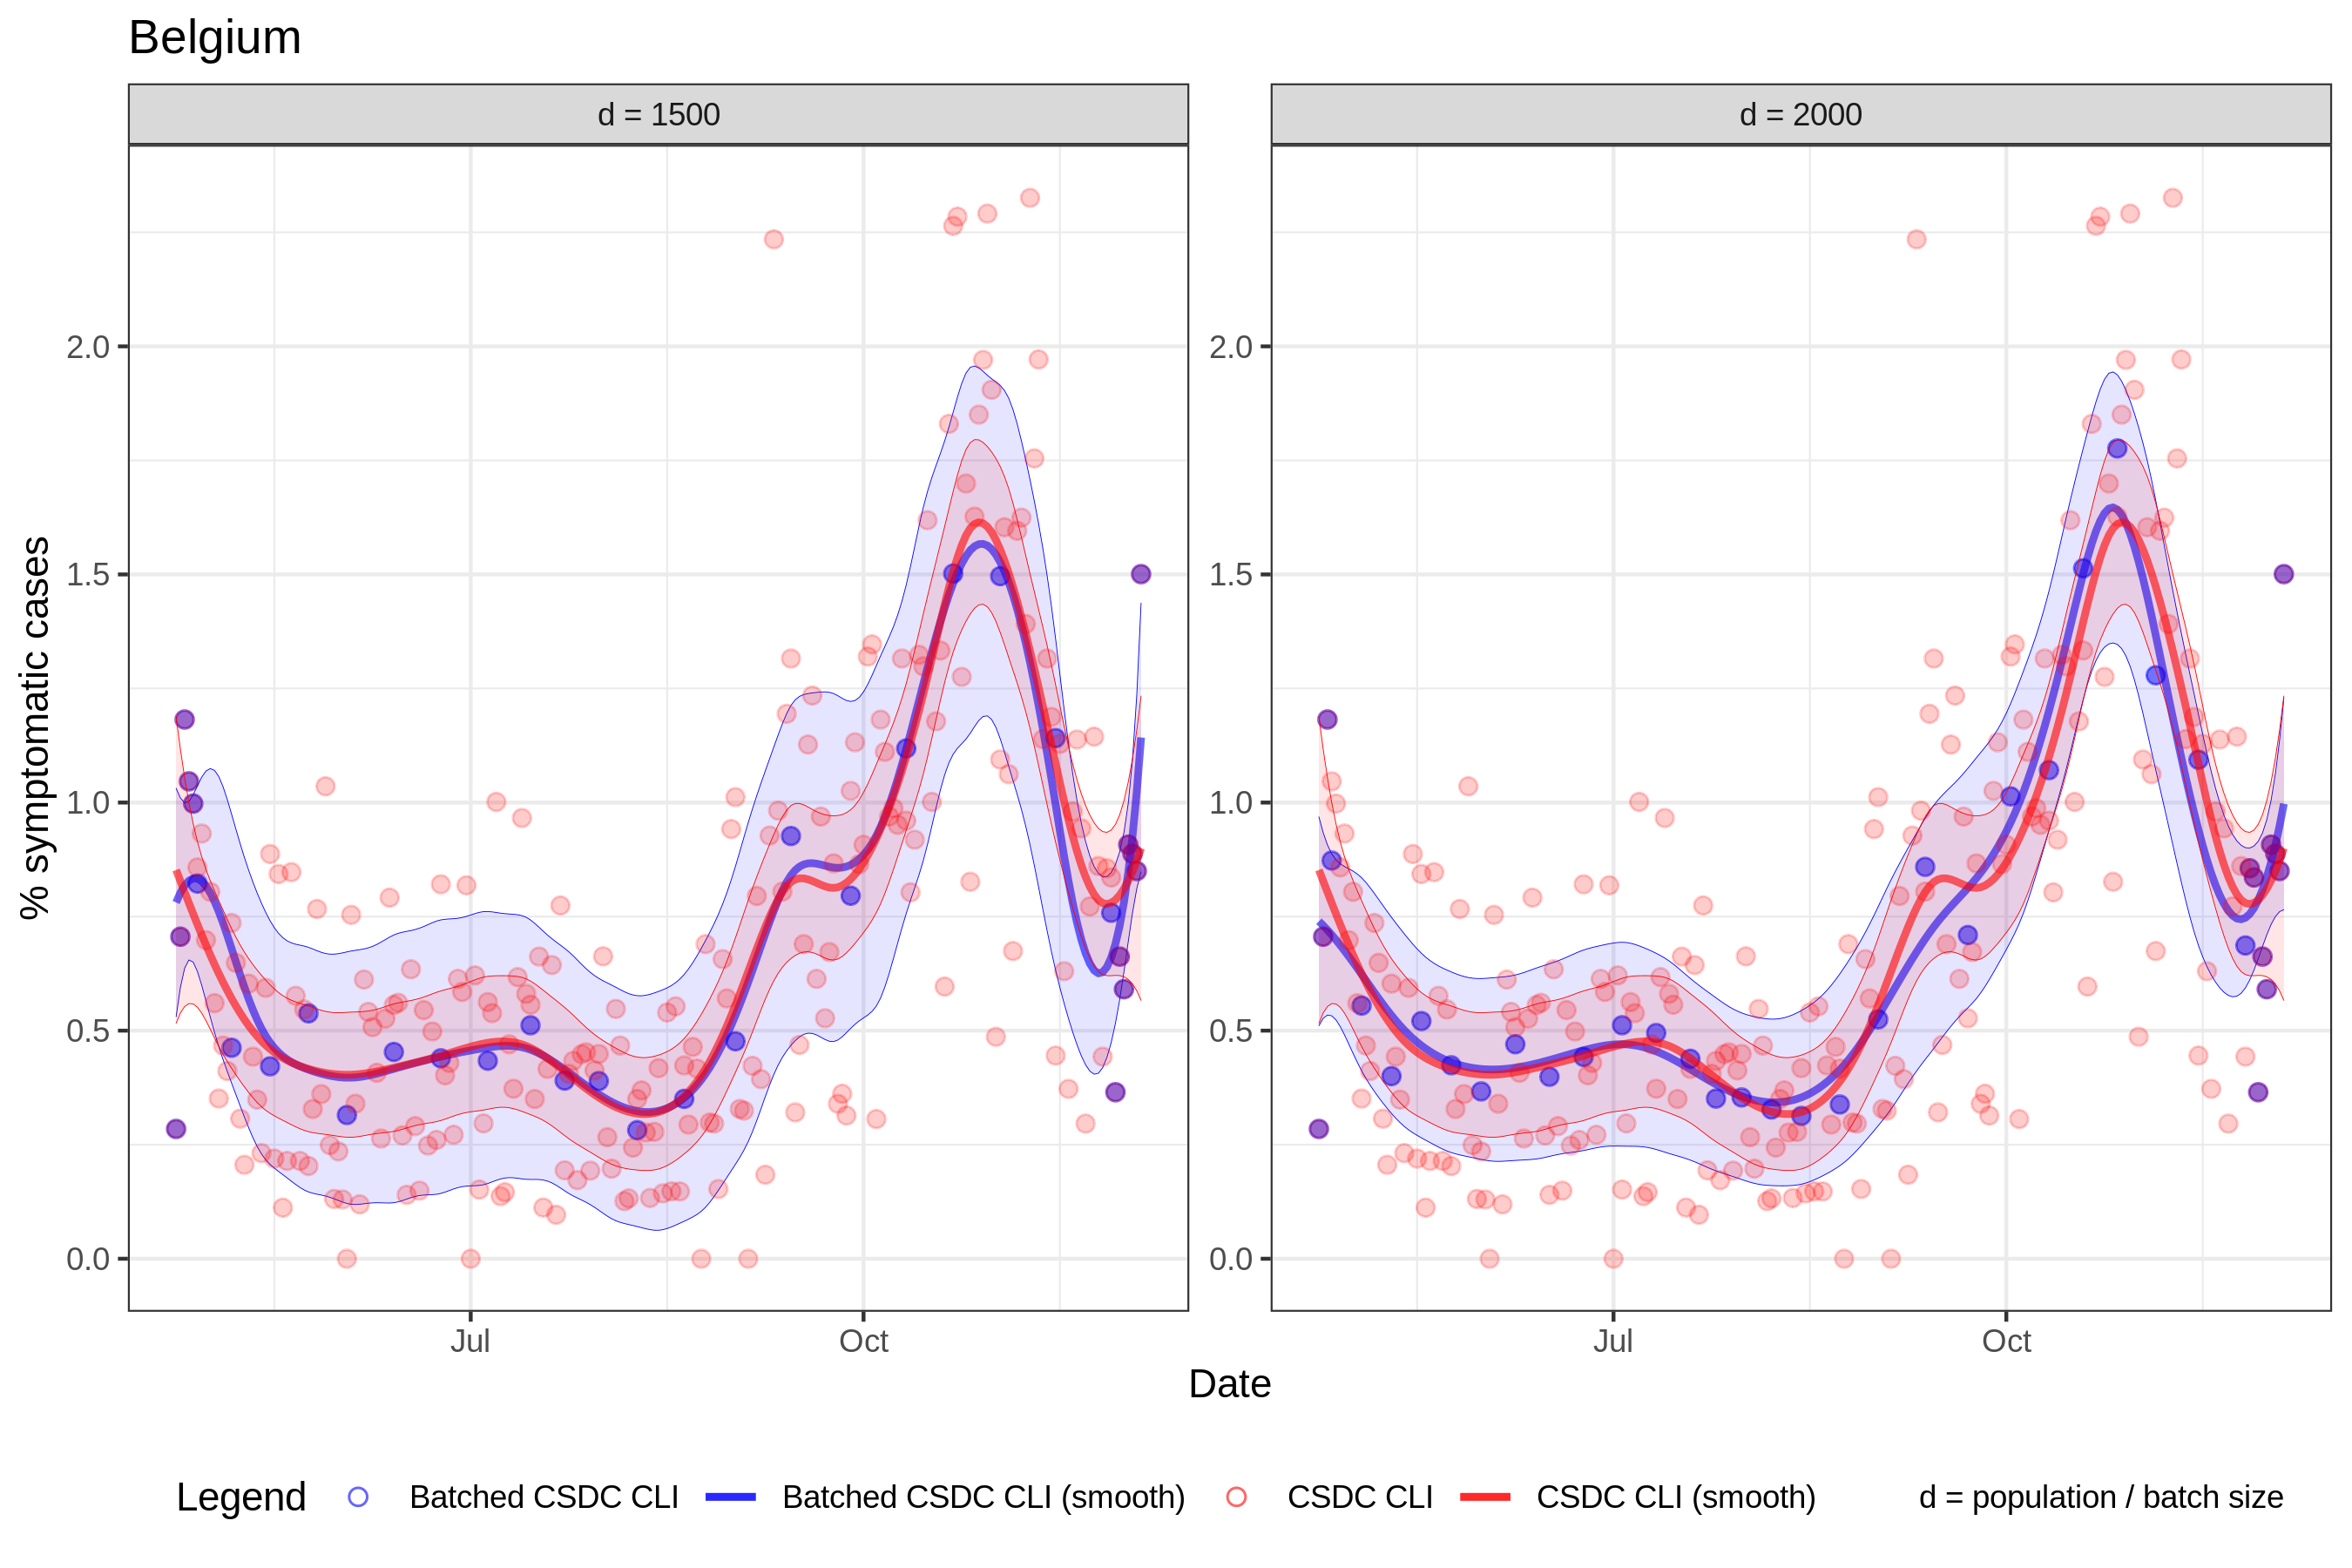 Belgium
d = 1500
d = 2000
% symptomatic cases
2.0
1.5
1.0
0.5
0.0
2.0
1.5
1.0
0.5
0.0
Jul
Oct
Jul
Oct
Date
Legend
Batched CSDC CLI
Batched CSDC CLI (smooth)
CSDC CLI
CSDC CLI (smooth)
d = population / batch size